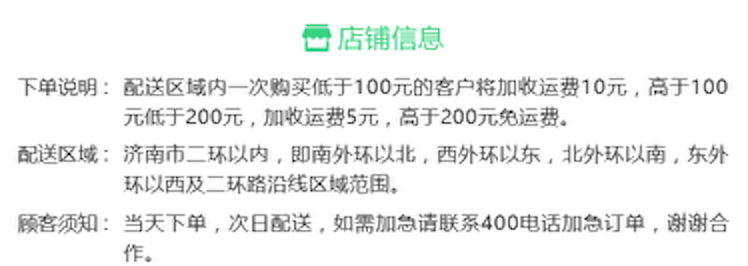 店铺信息
下单说明： 配送区域内一次购买低于100元的客户将加收运费10元，高于100
元低于200元，加收运费5元，高于200元免运费。
配送区域： 济南市二环以内，即南外环以北，西外环以东，北外环以南，东外
环以西及二环路沿线区域范围。
顾客须知： 当天下单，次日配送，如需加急请联系400电话加急订单，谢谢合
作。